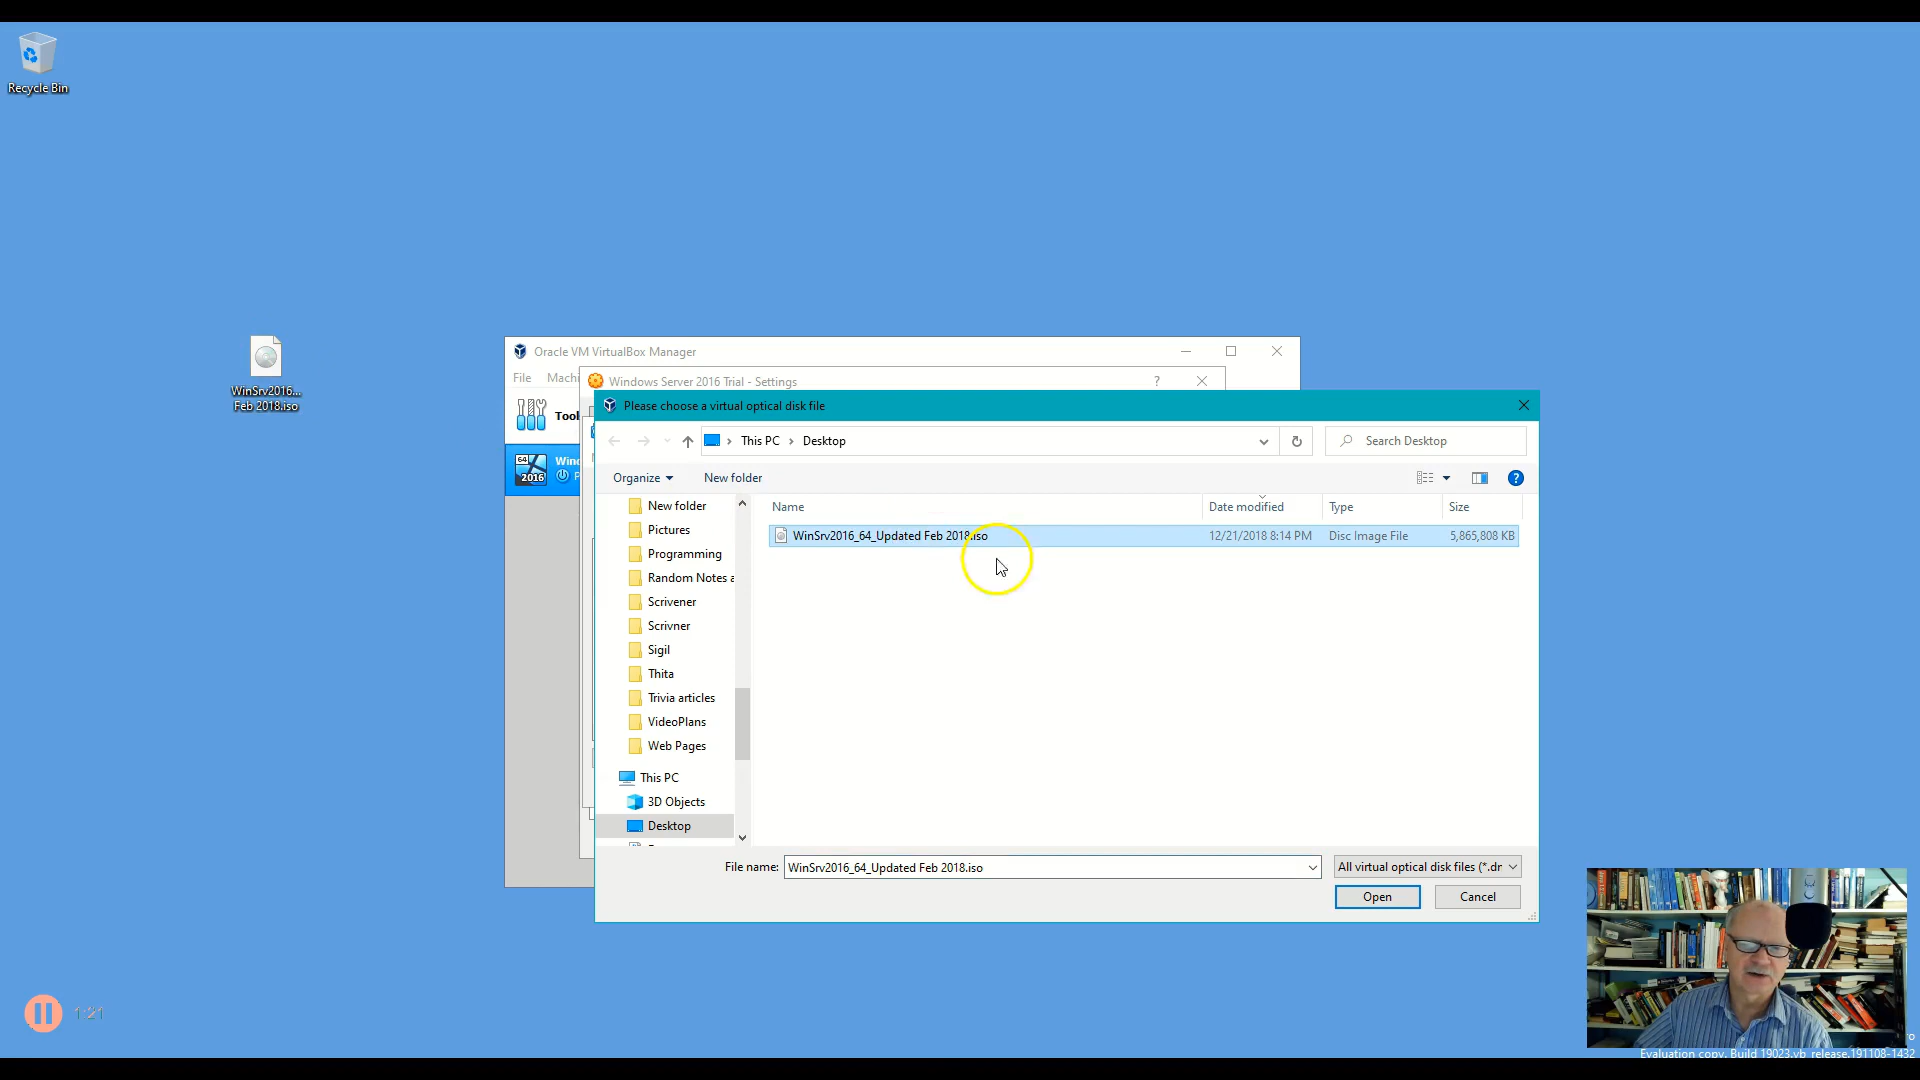 Recycle Bin
WinSrv2016...
Feb 2018.iso
Oracle VM VirtualBox Manager
File
Machi
Windows Server 2016 Trial - Settings
?
Tool
64
2016
Wind
P
Please choose a virtual optical disk file
This PC > Desktop
Search Desktop
Organize
New folder
?
Name
Date modified
Type
Size
WinSrv2016_64_Updated Feb 2018.iso
12/21/2018 8:14 PM
Disc Image File
5,865,808 KB
New folder
Pictures
Programming
Random Notes a
Scrivener
Scrivner
Sigil
Thita
Trivia articles
VideoPlans
Web Pages
This PC
3D Objects
Desktop
File name:
WinSrv2016_64_Updated Feb 2018.iso
All virtual optical disk files (*.dr
Open
Cancel
1:21
ro
Evaluation copy. Build 19023.vb_release.191108-1432